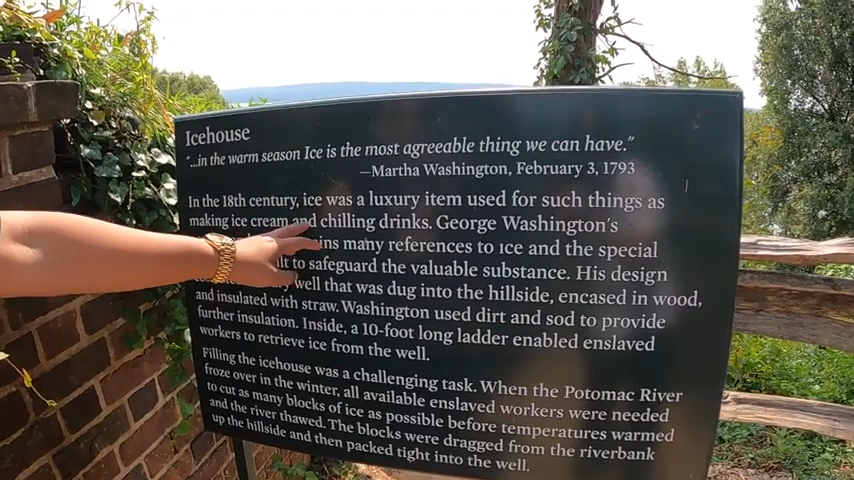 Icehouse
"...in the warm season Ice is the most agreeable thing we can have."
—Martha Washington, February 3, 1793
In the 18th century, ice was a luxury item used for such things as
making ice cream and chilling drinks. George Washington's
many references to ice and the special
to safeguard the valuable substance. His design
well that was dug into the hillside, encased in wood,
and insulated with straw. Washington used dirt and sod to provide
further insulation. Inside, a 10-foot long ladder enabled enslaved
workers to retrieve ice from the well.
Filling the icehouse was a challenging task. When the Potomac River
froze over in the winter, all available enslaved workers were needed
to cut as many blocks of ice as possible before temperatures warmed
and the river thawed. The blocks were dragged from the riverbank
up the hillside and then packed tight into the well.